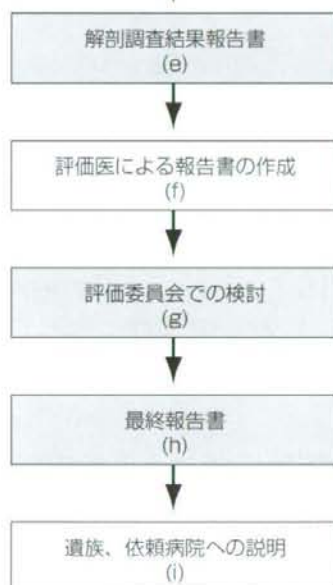 解剖調査結果報告書
(e)
評価医による報告書の作成
(f)
評価委員会での検討
(g)
最終報告書
(h)
遺族、依頼病院への説明
(i)